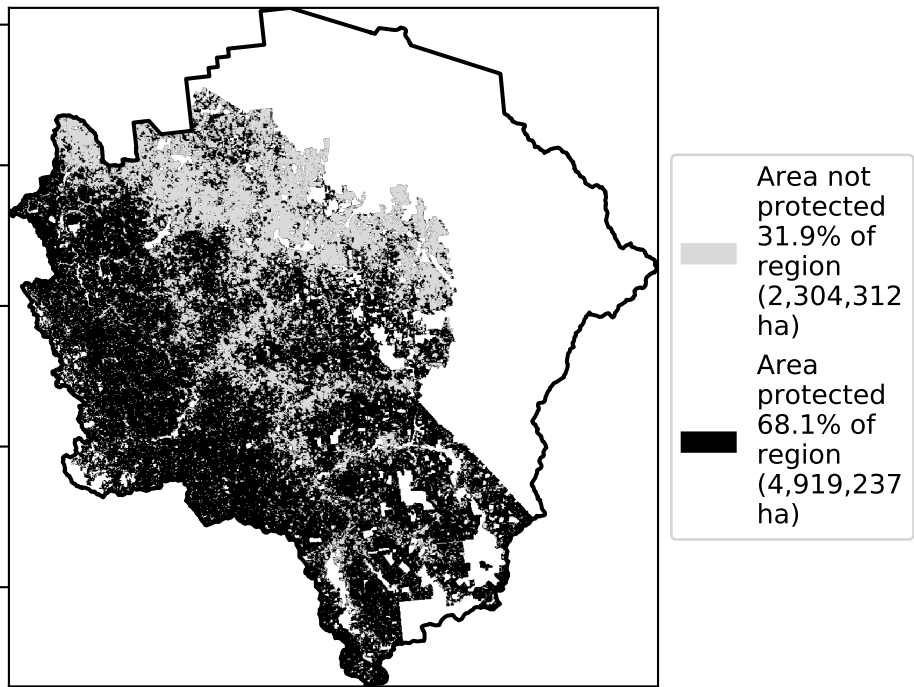 Area not
protected
31.9% of
region
(2,304,312
ha)
Area
protected
68.1% of
region
(4,919,237
ha)